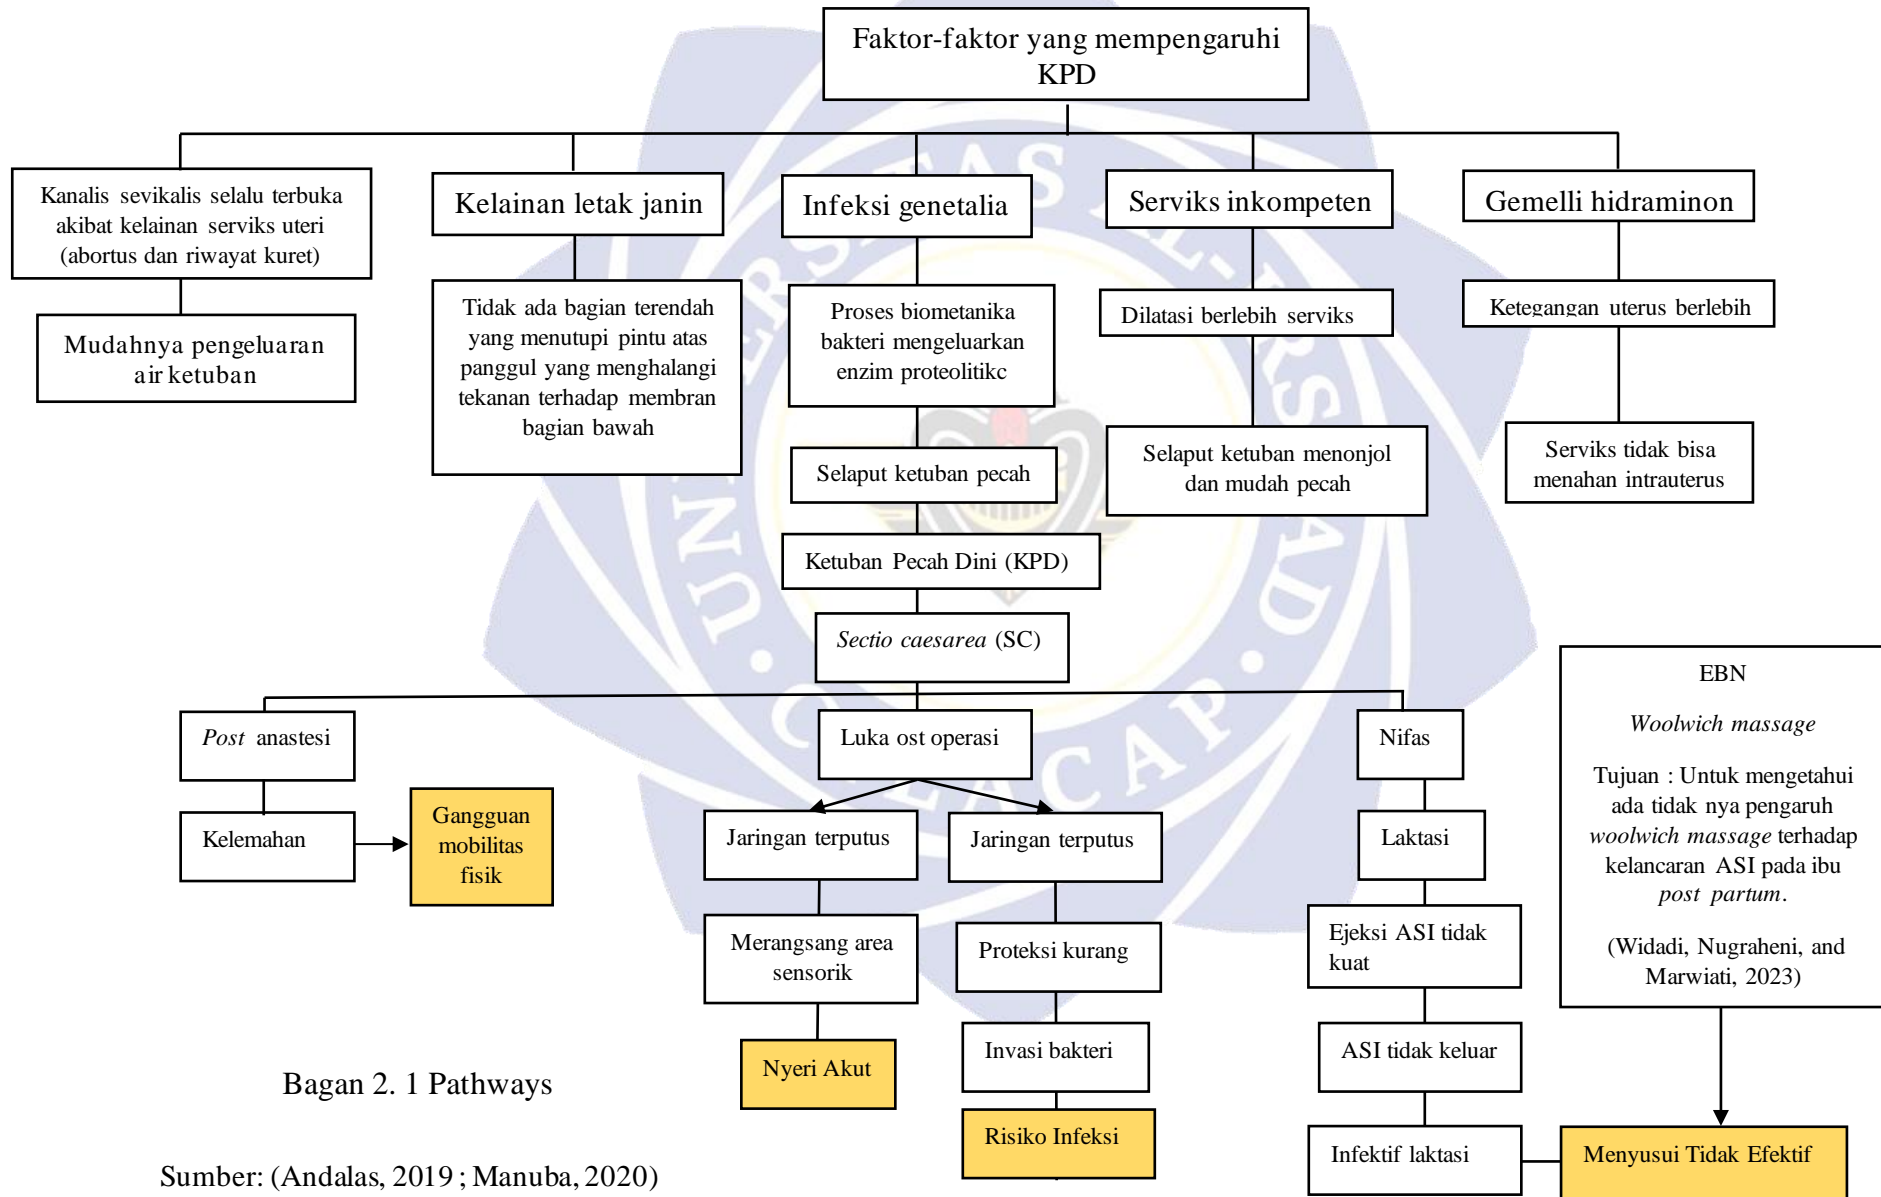 Faktor-faktor yang mempengaruhi
KPD
Kanalis sevikalis selalu terbuka
akibat kelainan serviks uteri
(abortus dan riwayat kuret)
Kelainan letak janin
Infeksi genetalia
Serviks inkompeten
Gemelli hidraminon
Mudahnya pengeluaran
air ketuban
Tidak ada bagian terendah
yang menutupi pintu atas
panggul yang menghalangi
tekanan terhadap membran
bagian bawah
Proses biometanika
bakteri mengeluarkan
enzim proteolitikc
Dilatasi berlebih serviks
Ketegangan uterus berlebih
Selaput ketuban pecah
Selaput ketuban menonjol
dan mudah pecah
Serviks tidak bisa
menahan intrauterus
Ketuban Pecah Dini (KPD)
Sectio caesarea (SC)
Post anastesi
Luka ost operasi
Nifas
Kelemahan
Gangguan
mobilitas
fisik
Jaringan terputus
Jaringan terputus
Laktasi
Merangsang area
sensorik
Proteksi kurang
Ejeksi ASI tidak
kuat
Nyeri Akut
Invasi bakteri
ASI tidak keluar
Risiko Infeksi
Infektif laktasi
Menyusui Tidak Efektif
EBN
Woolwich massage
Tujuan : Untuk mengetahui
ada tidak nya pengaruh
woolwich massage terhadap
kelancaran ASI pada ibu
post partum.
(Widadi, Nugraheni, and
Marwiati, 2023)
Bagan 2. 1 Pathways
Sumber: (Andalas, 2019 ; Manuba, 2020)
UNIVERSITAS AL-IRSYAD
CILACAP